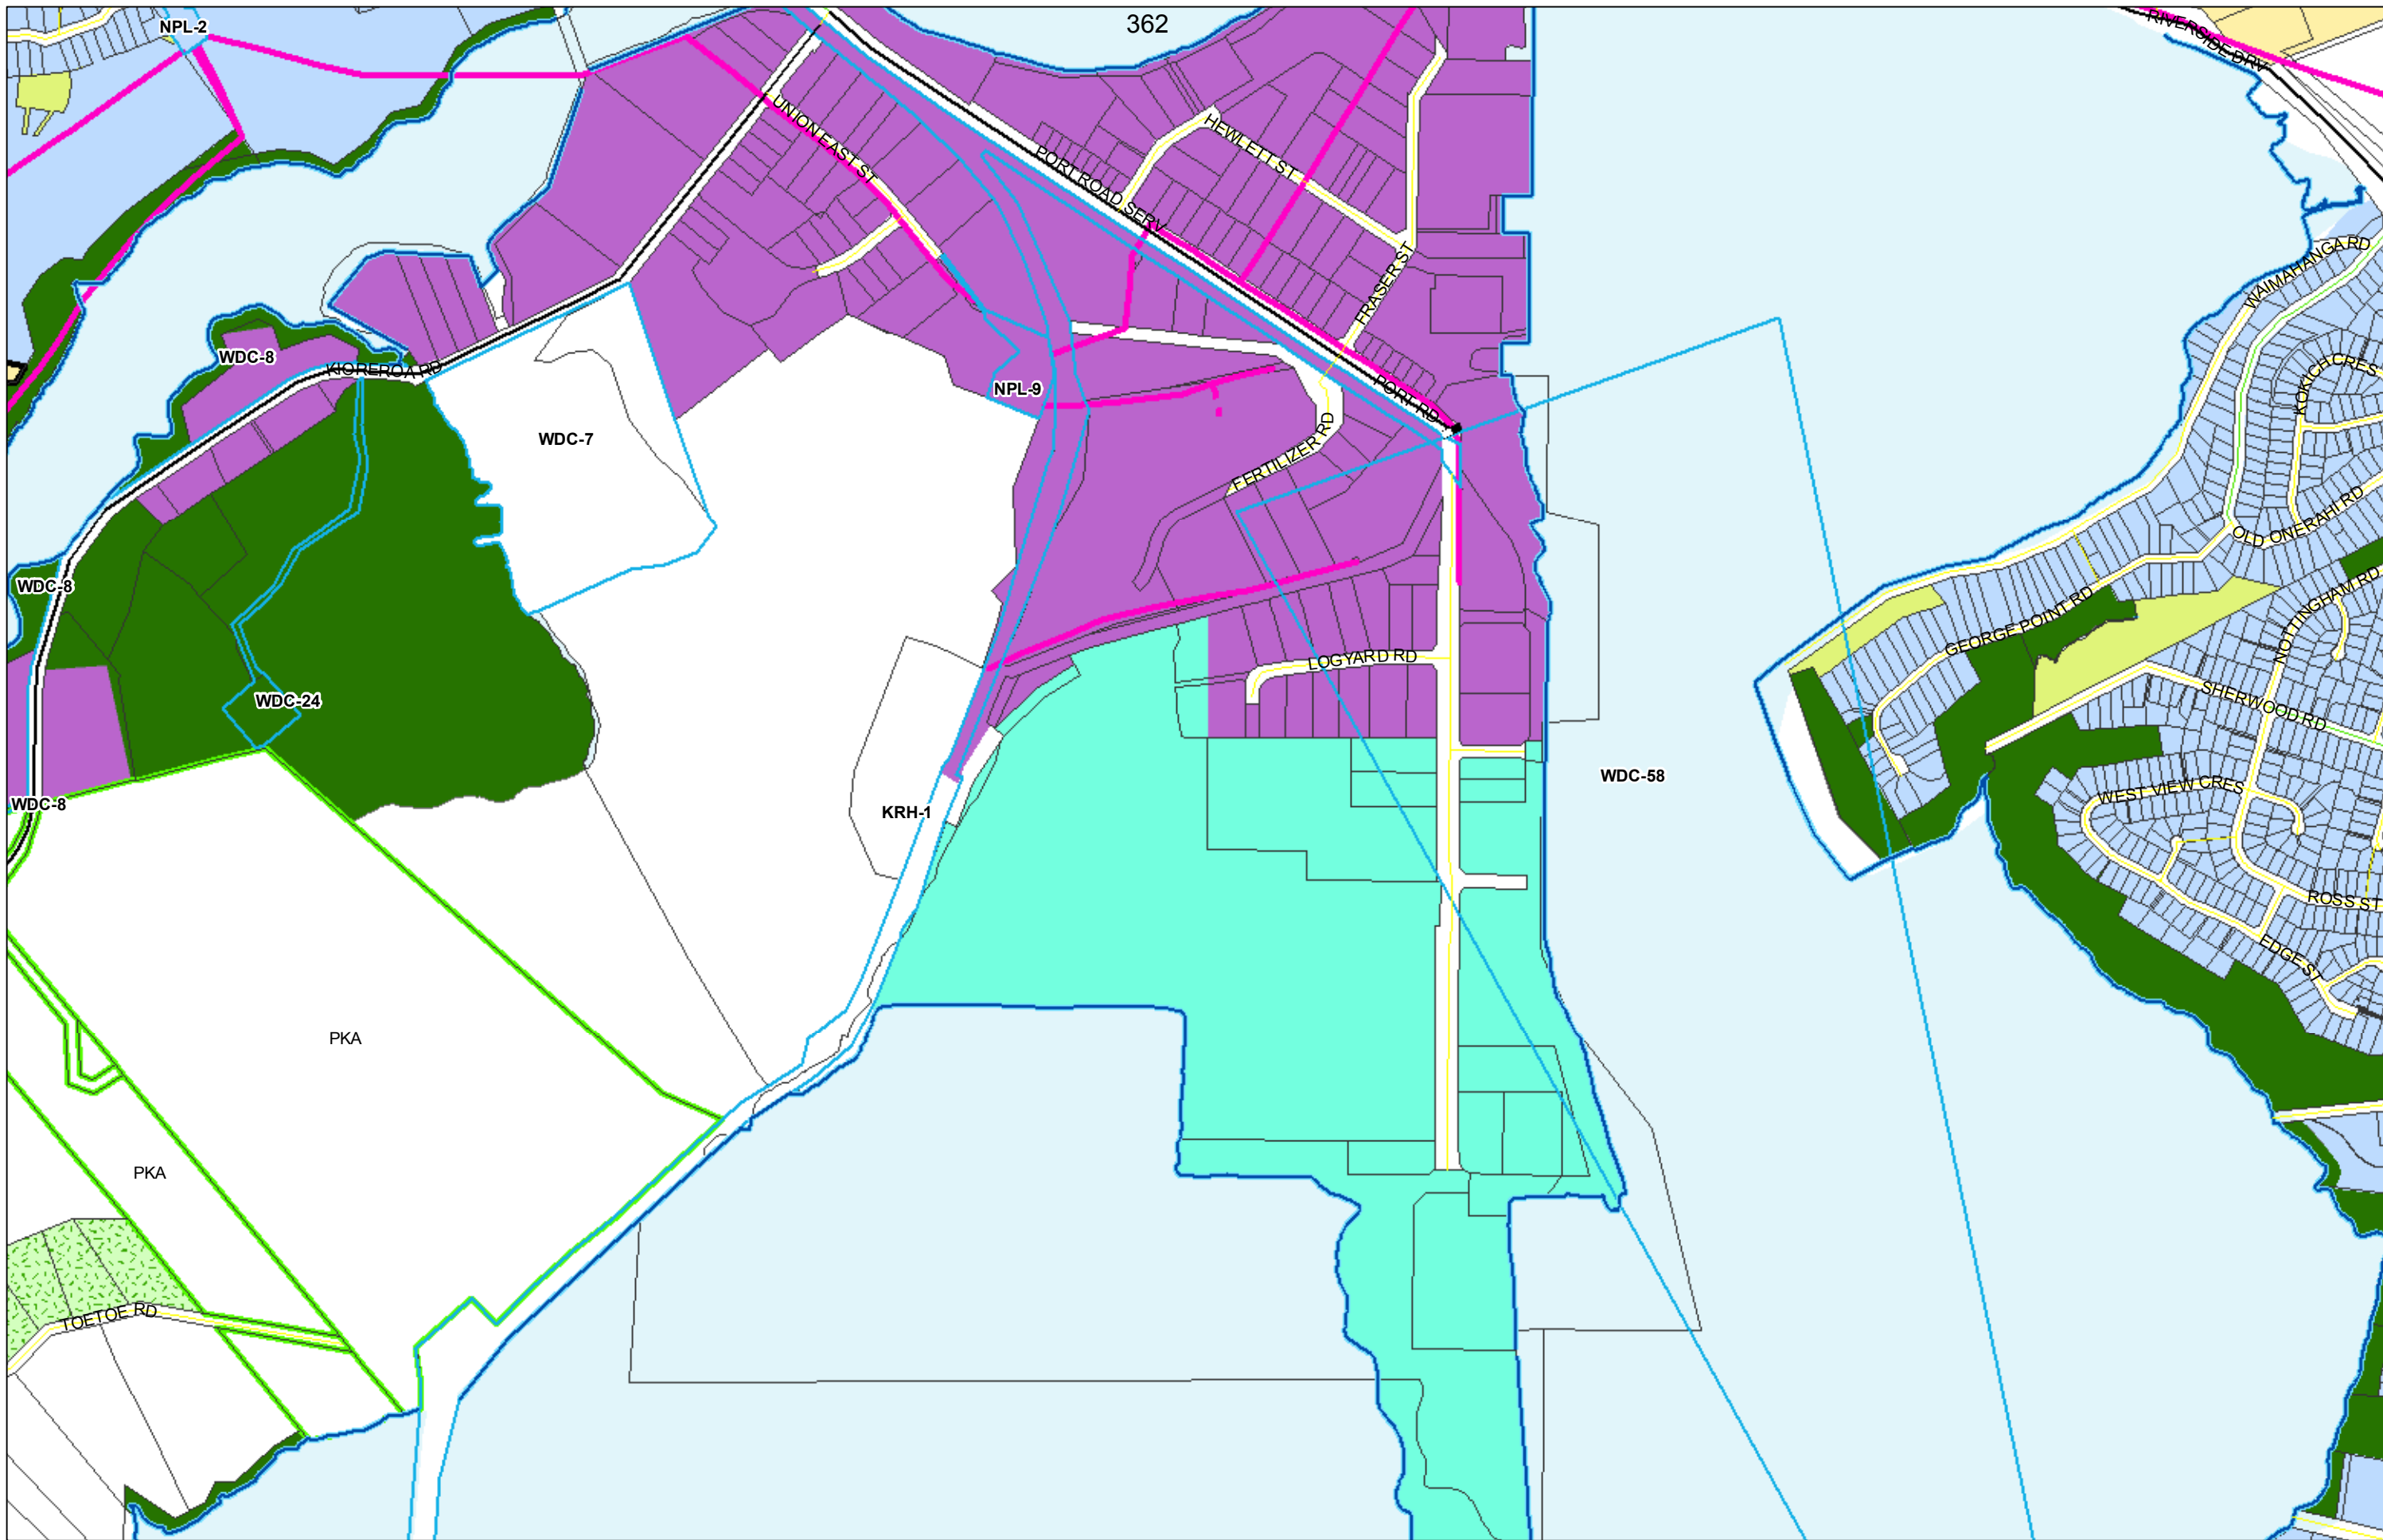 362
NPL-2
RIVERSIDE DRV
UNION EAST ST
HEWLETT ST
PORT ROAD SERV
WAIMAHANGA RD
FRASER ST
WDC-8
KIOREROA RD
KOKICH CRES
NPL-9
PORT RD
WDC-7
FERTILIZER RD
OLD ONERAHI RD
WDC-8
NOTTINGHAM RD
GEORGE POINT RD
LOGYARD RD
WDC-24
SHERWOOD RD
WDC-58
WEST VIEW CRES
WDC-8
KRH-1
ROSS ST
EDGE ST
PKA
PKA
TOETOE RD